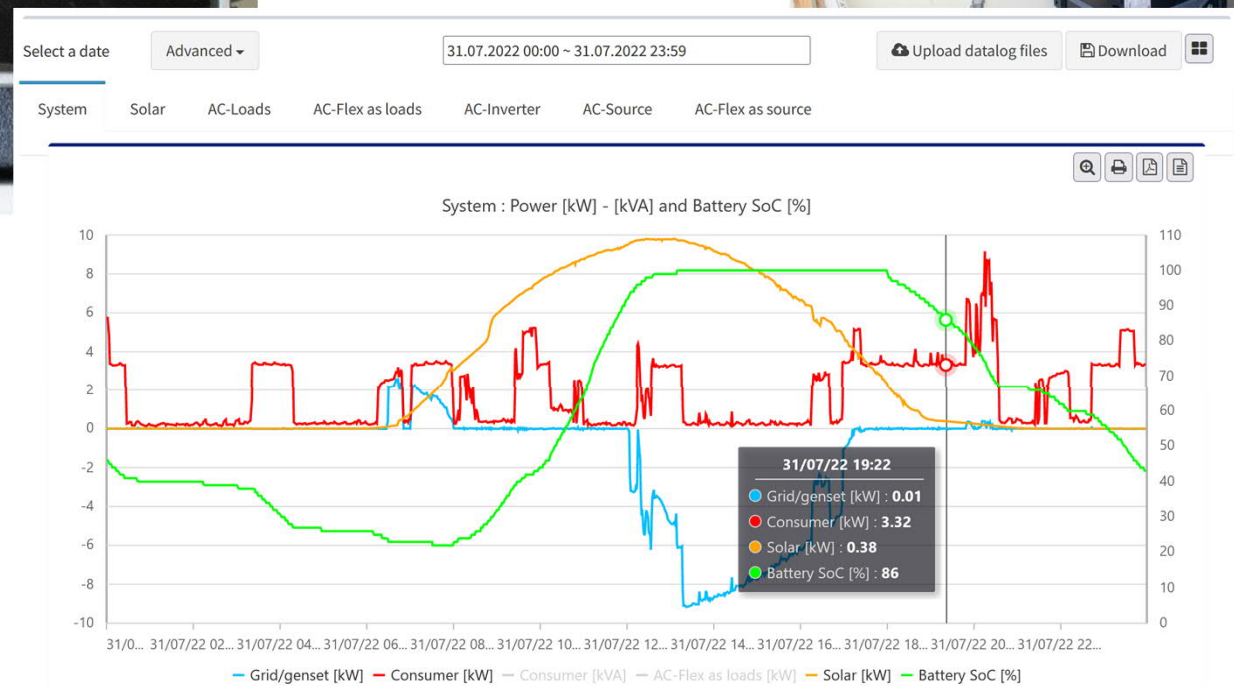 Select a date
Advanced
31.07.2022 00:00 ~ 31.07.2022 23:59
Upload datalog files
Download
System Solar AC-Loads AC-Flex as loads AC-Inverter AC-Source AC-Flex as source
System : Power [kW] - [kVA] and Battery SoC [%]
10 110
8 100
6 90
4 80
2 70
0 60
-2 50
-4 40
-6 30
-8 20
-10 10
0
31/07/22 19:22
Grid/genset [kW] : 0.01
Consumer [kW] : 3.32
Solar [kW] : 0.38
Battery SoC [%] : 86
31/0... 31/07/22 02... 31/07/22 04... 31/07/22 06... 31/07/22 08... 31/07/22 10... 31/07/22 12... 31/07/22 14... 31/07/22 16... 31/07/22 18... 31/07/22 20... 31/07/22 22...
Grid/genset [kW] Consumer [kW] Consumer [kVA] AC-Flex as loads [kW] Solar [kW] Battery SoC [%]